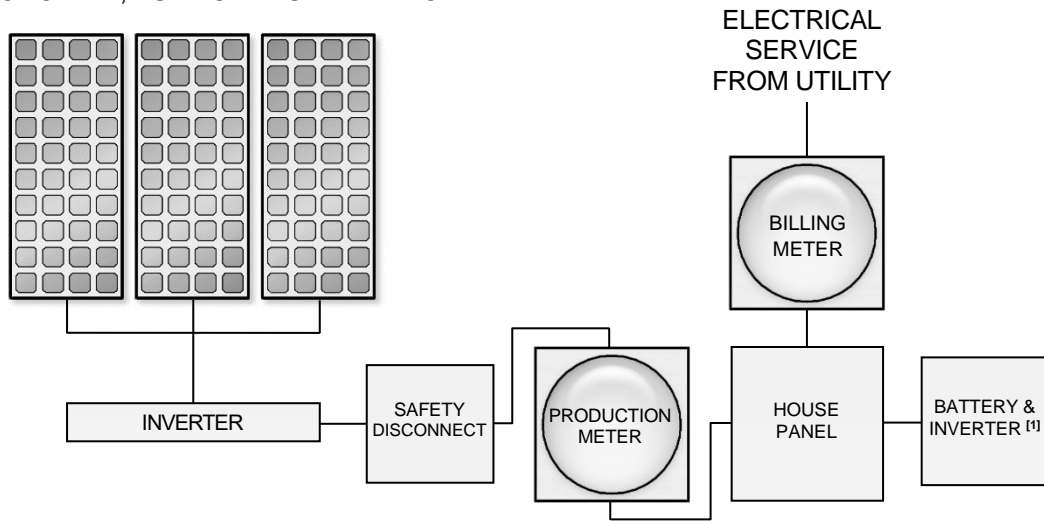 ELECTRICAL
SERVICE
FROM UTILITY
BILLING
METER
INVERTER
SAFETY
DISCONNECT
PRODUCTION
METER
HOUSE
PANEL
BATTERY &
INVERTER [1]